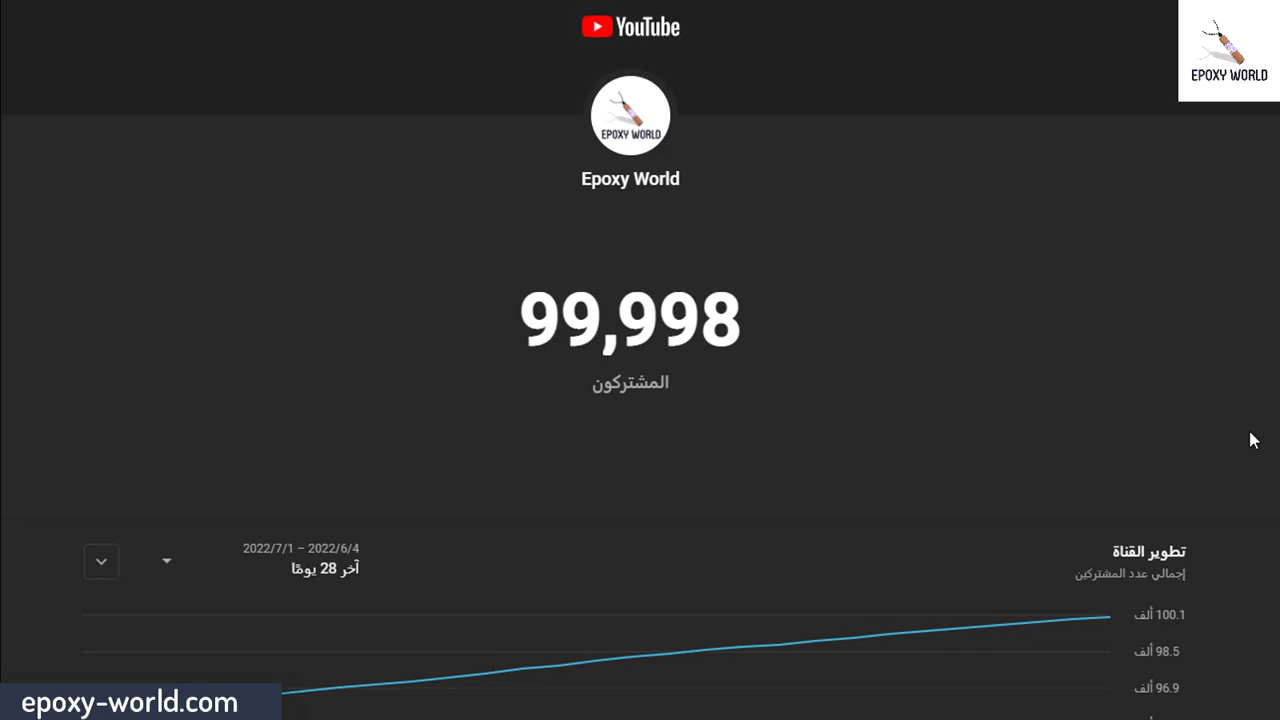 YouTube
EPOXY WORLD
EPOXY WORLD
Epoxy World
99,998
المشتركون
تطوير القناة
إجمالي عدد المشتركين
2022/7/1 – 2022/6/4
آخر 28 يومًا
100.1 ألف
98.5 ألف
96.9 ألف
epoxy-world.com